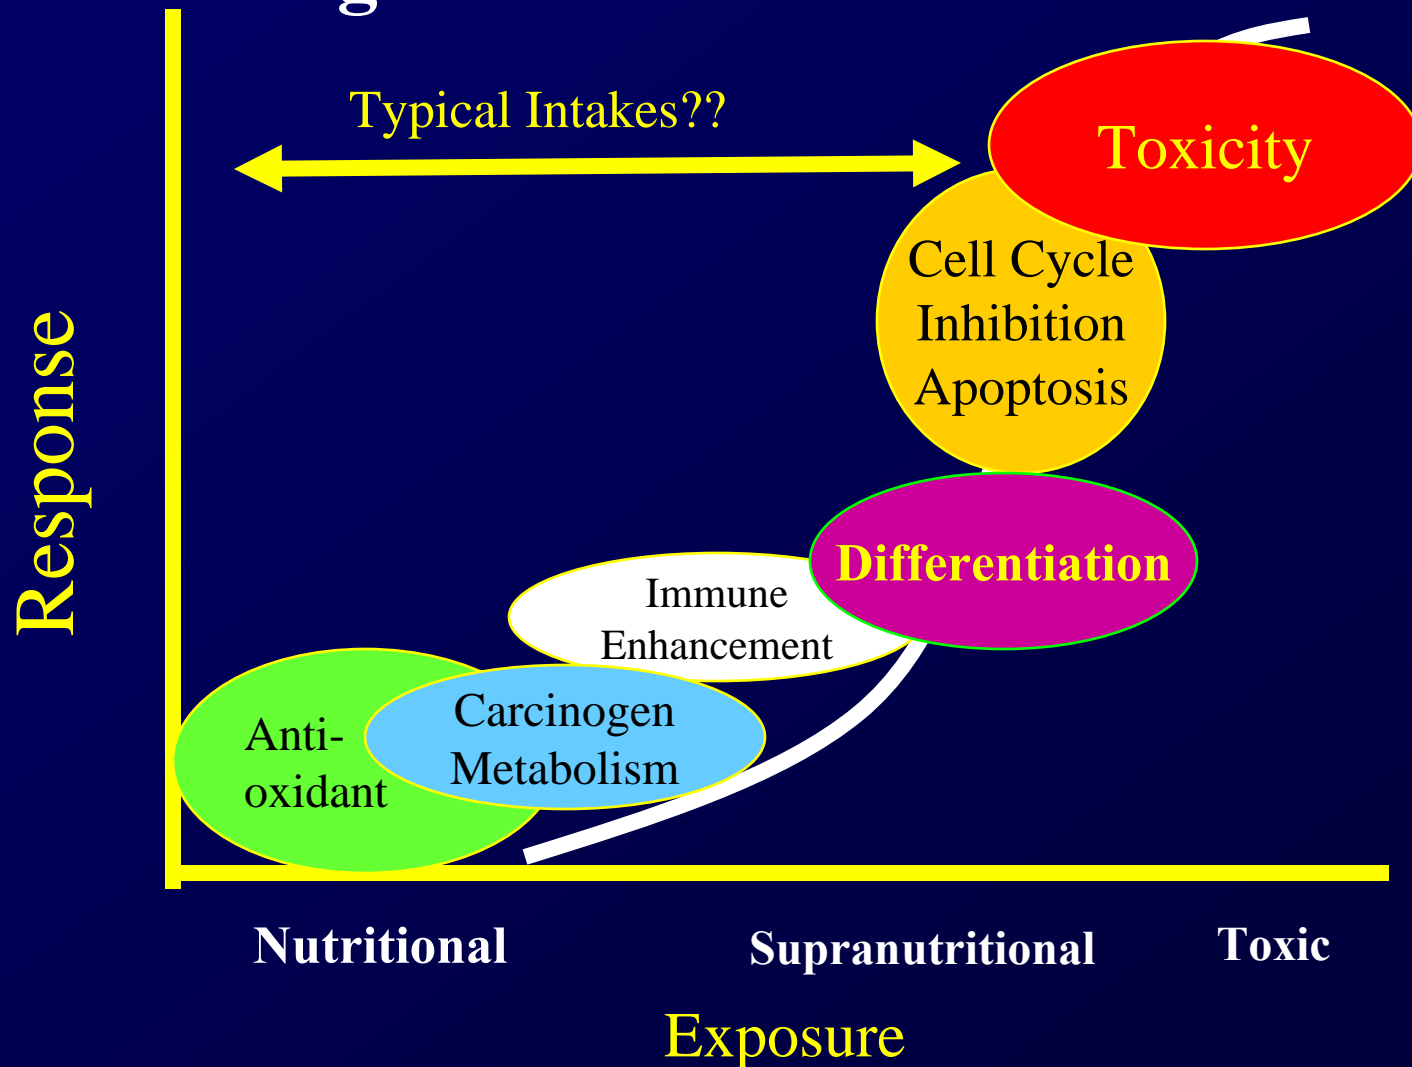 Typical Intakes??
Toxicity
Cell Cycle
Inhibition
Apoptosis
Response
Differentiation
Immune
Enhancement
Carcinogen
Metabolism
Anti-
oxidant
Nutritional
Supranutritional
Toxic
Exposure